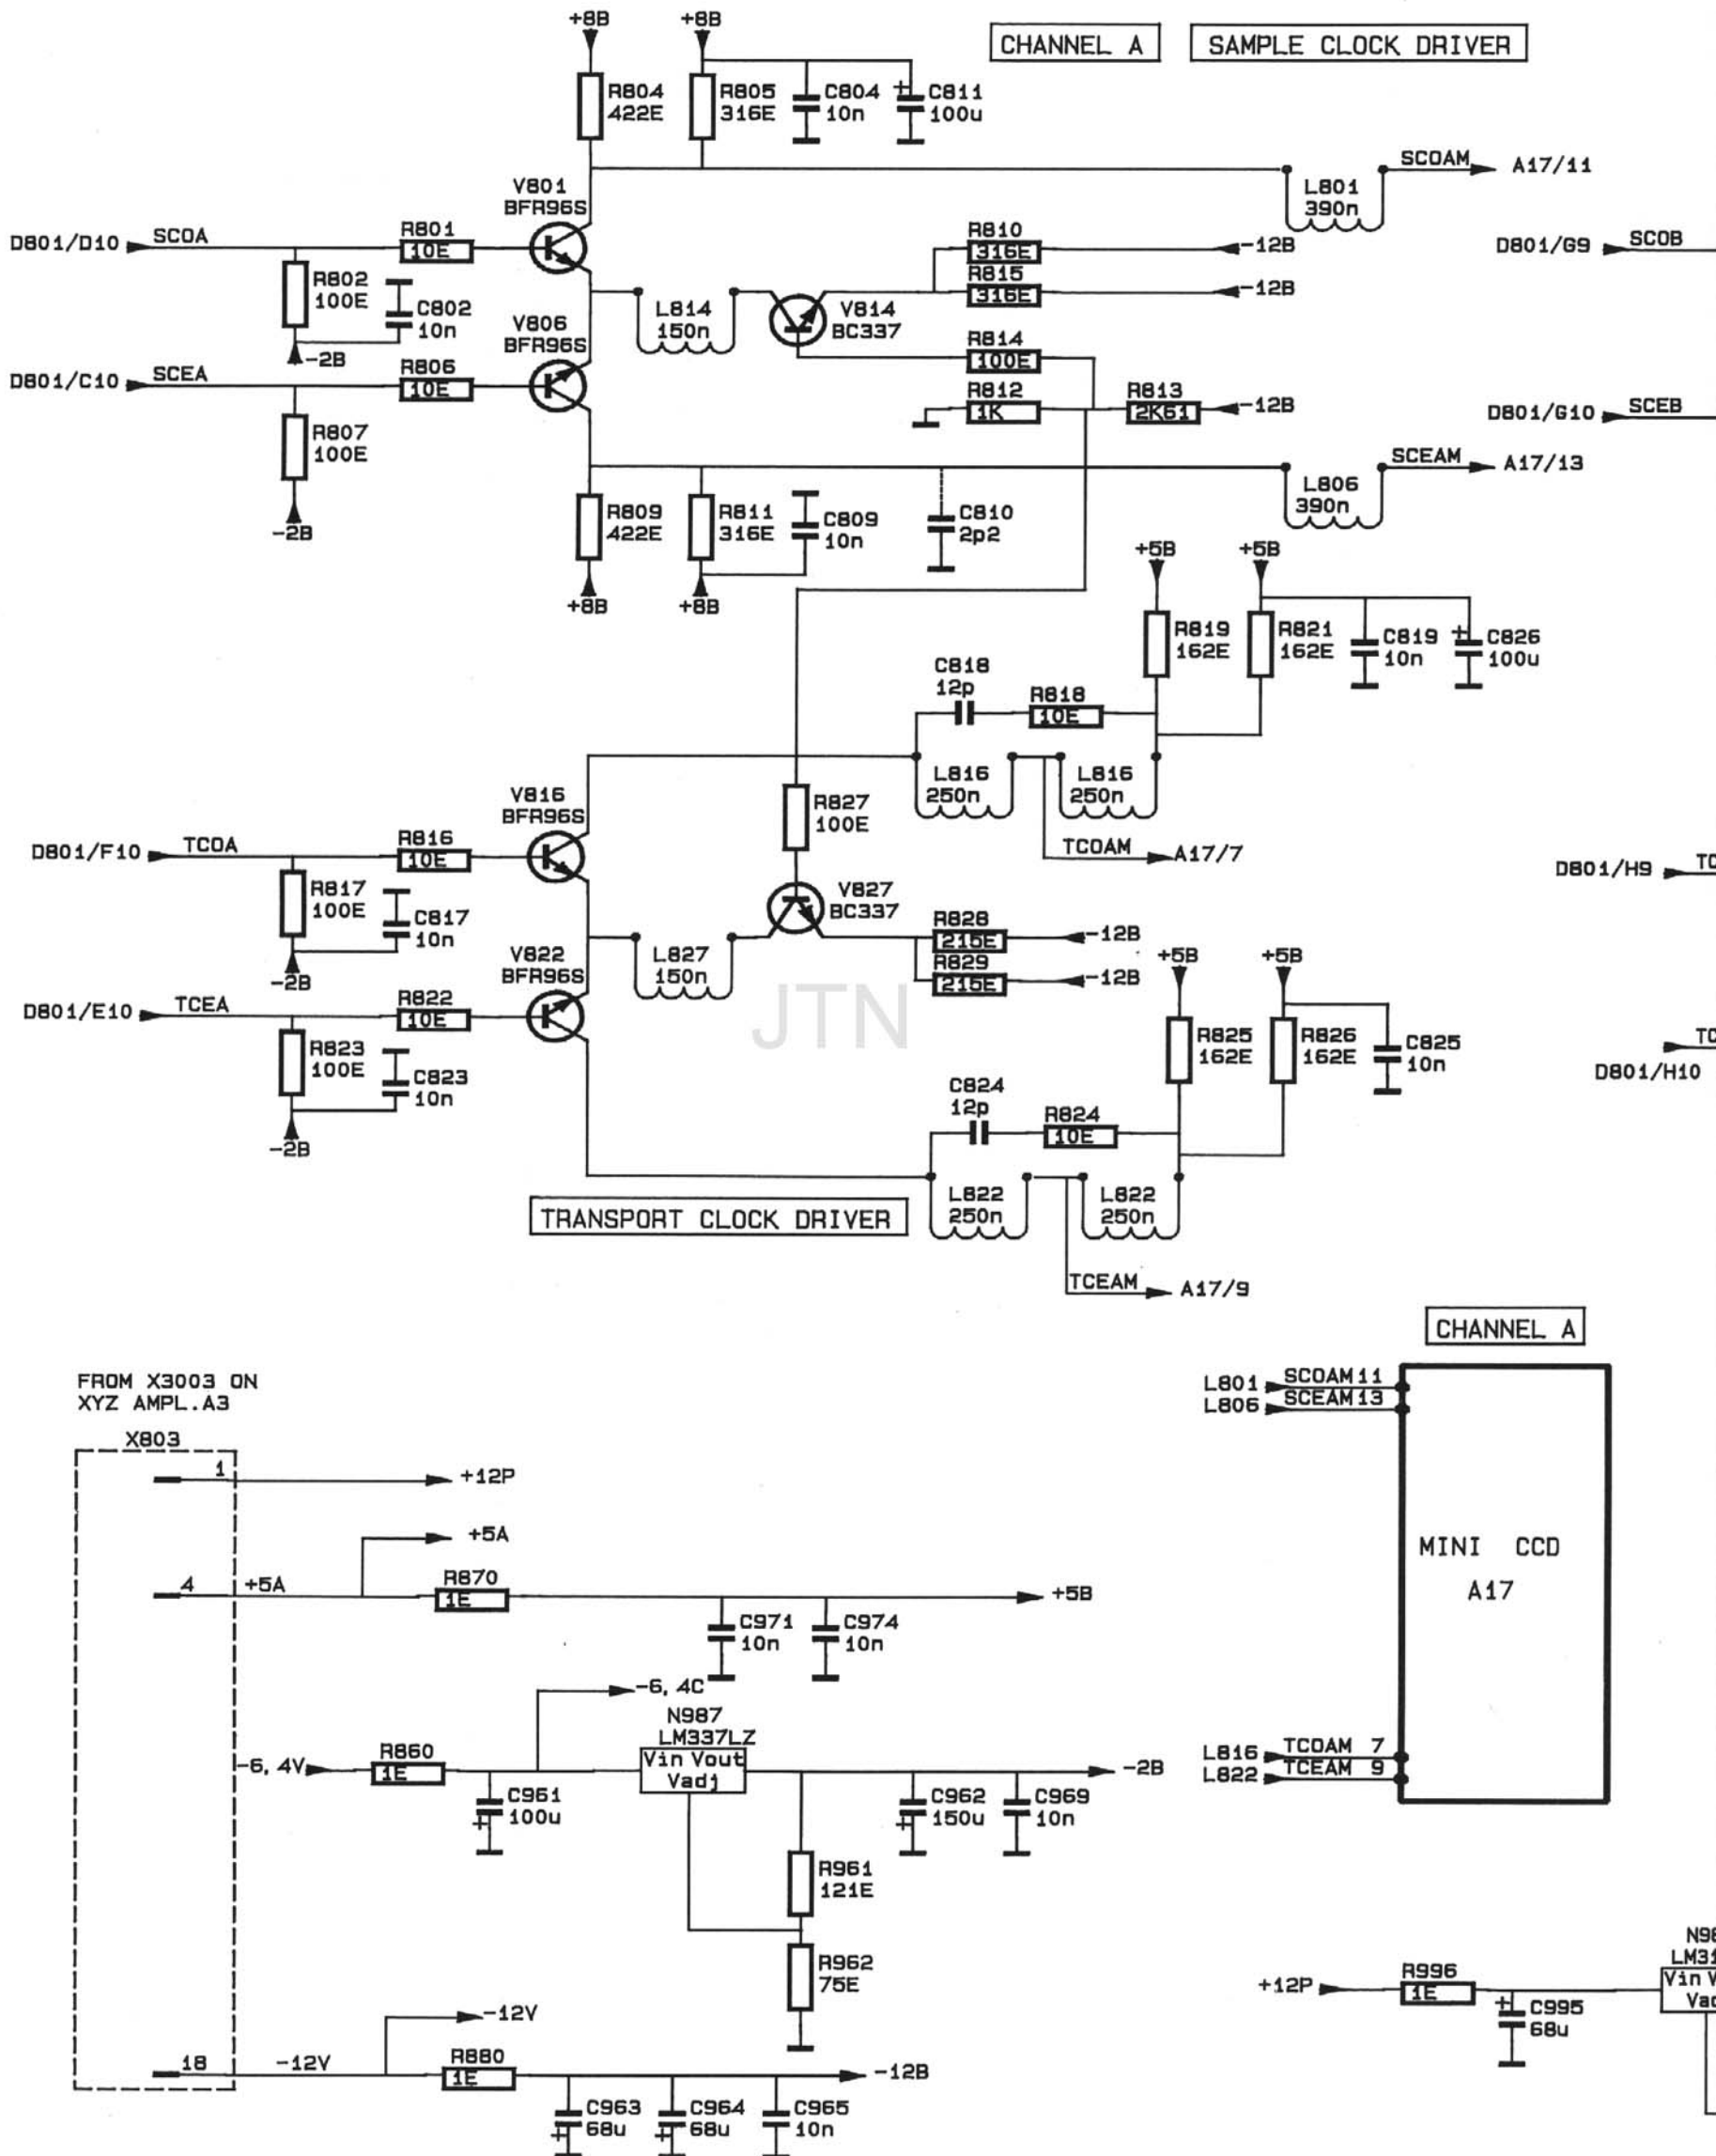 +8B +8B
CHANNEL A SAMPLE CLOCK DRIVER
R804 422E
R805 316E
C804 10n
C811 100u
SCOAM A17/11
L801 390n
V801 BFR96S
D801/D10 SCOA
R801 10E
R802 100E
C802 10n
-2B
R810 316E -12B
R815 316E -12B
D801/G9 SCOB
L814 150n
V814 BC337
V806 BFR96S
R814 100E
D801/C10 SCEA
R806 10E
R812 1K
R813 2K61 -12B
D801/G10 SCEB
R807 100E
-2B
SCEAM A17/13
L806 390n
R809 422E
R811 316E
C809 10n
C810 2p2
+8B +8B
+5B +5B
R819 162E
R821 162E
C819 10n
C826 100u
C818 12p
R818 10E
L816 250n
L816 250n
V816 BFR96S
R827 100E
D801/F10 TCOA
R816 10E
TCOAM A17/7
D801/H9 TC
R817 100E
C817 10n
-2B
V827 BC337
R828 215E -12B
R829 215E -12B
V822 BFR96S
L827 150n
D801/E10 TCEA
R822 10E
JTN
+5B +5B
R825 162E
R826 162E
C825 10n
TC
D801/H10
R823 100E
C823 10n
-2B
C824 12p
R824 10E
L822 250n
L822 250n
TRANSPORT CLOCK DRIVER
TCEAM A17/9
CHANNEL A
FROM X3003 ON
XYZ AMPL.A3
L801 SCOAM 11
L806 SCEAM 13
X803
1 +12P
+5A
MINI CCD
A17
4 +5A
R870 1E
+5B
C971 10n
C974 10n
-6,4C
N987
LM337LZ
Vin Vout
Vadj
-6,4V
R860 1E
-2B
L816 TCOAM 7
L822 TCEAM 9
C961 100u
C962 150u
C969 10n
R961 121E
R962 75E
N98
LM31
Vin V
Vad
+12P
R996 1E
C995 68u
-12V
18 -12V
R880 1E
-12B
C963 68u
C964 68u
C965 10n